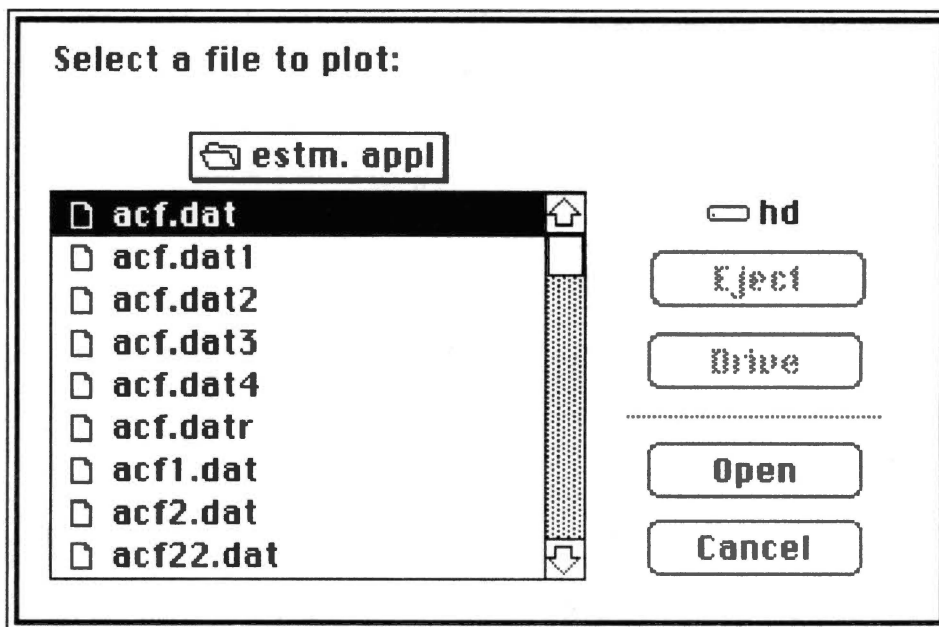 Select a file to plot:
estm. appl
acf.dat
acf.dat1
acf.dat2
acf.dat3
acf.dat4
acf.datr
acf1.dat
acf2.dat
acf22.dat
hd
Eject
Drive
Open
Cancel